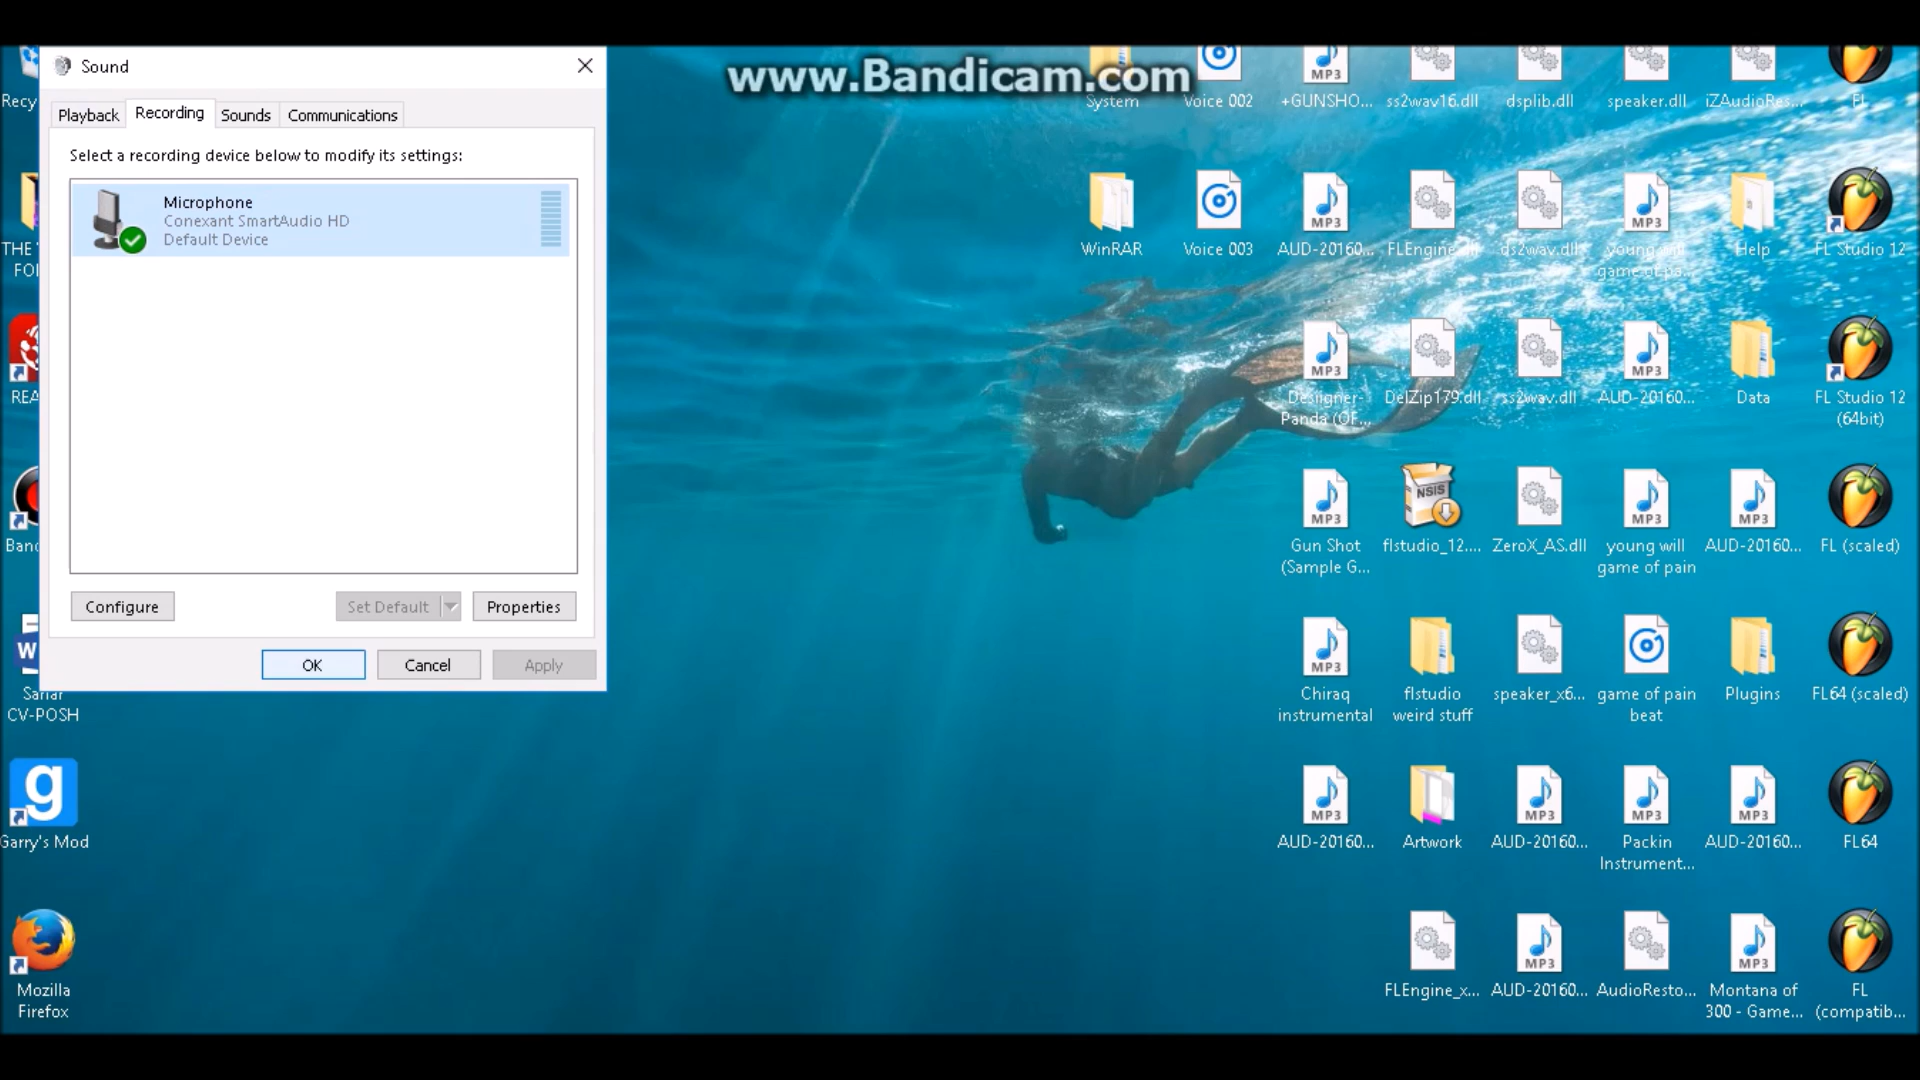 Sound
Playback
Recording
Sounds
Communications
Select a recording device below to modify its settings:
Microphone
Conexant SmartAudio HD
Default Device
Configure
Set Default
Properties
OK
Cancel
Apply
www.Bandicam.com
Recy
THE
REA
Band
CV-POSH
Garry's Mod
Mozilla
Firefox
System
Voice 002
+GUNSHO...
ss2wav16.dll
dsplib.dll
speaker.dll
iZAudioRes...
FL
WinRAR
Voice 003
AUD-20160...
FLEngine.dll
ds2wav.dll
young will
game of pa...
Help
FL Studio 12
Desiigner-
Panda (OF...
DelZip179.dll
ss2wav.dll
AUD-20160...
Data
FL Studio 12
(64bit)
Gun Shot
(Sample G...
flstudio_12....
ZeroX_AS.dll
young will
game of pain
AUD-20160...
FL (scaled)
Chiraq
instrumental
flstudio
weird stuff
speaker_x6...
game of pain
beat
Plugins
FL64 (scaled)
AUD-20160...
Artwork
AUD-20160...
Packin
Instrument...
AUD-20160...
FL64
FLEngine_x...
AUD-20160...
AudioResto...
Montana of
300 - Game...
FL
(compatib...